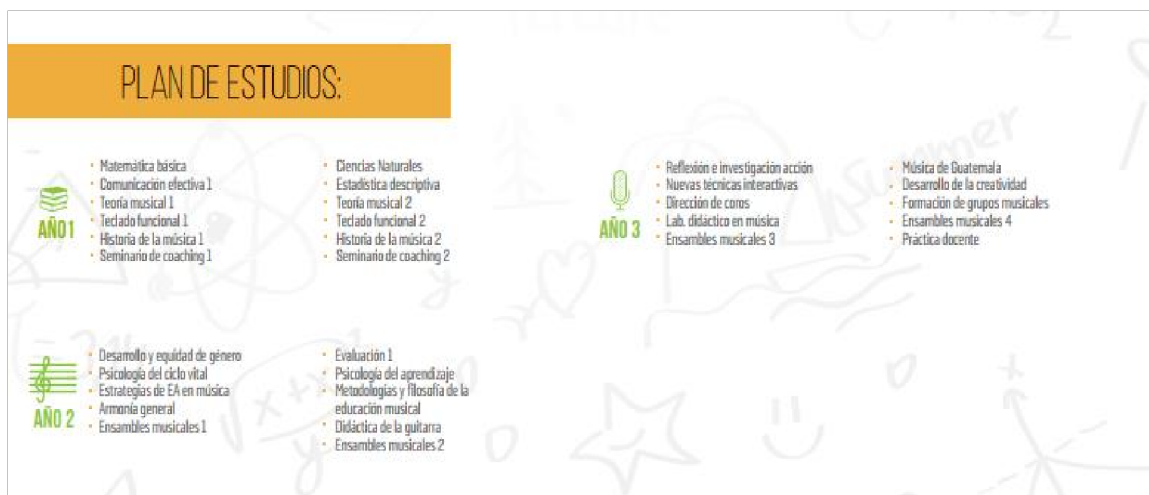 PLAN DE ESTUDIOS:
AÑO1
• Matemática básica
• Comunicación efectiva 1
• Teoría musical 1
• Teclado funcional 1
• Historia de la música 1
• Seminario de coaching 1
• Ciencias Naturales
• Estadística descriptiva
• Teoría musical 2
• Teclado funcional 2
• Historia de la música 2
• Seminario de coaching 2
AÑO 2
• Desarrollo y equidad de género
• Psicología del ciclo vital
• Estrategias de EA en música
• Armonía general
• Ensambles musicales 1
• Evaluación 1
• Psicología del aprendizaje
• Metodologías y filosofía de la
educación musical
• Didáctica de la guitarra
• Ensambles musicales 2
AÑO 3
• Reflexión e investigación acción
• Nuevas técnicas interactivas
• Dirección de coros
• Lab. didáctico en música
• Ensambles musicales 3
• Música de Guatemala
• Desarrollo de la creatividad
• Formación de grupos musicales
• Ensambles musicales 4
• Práctica docente